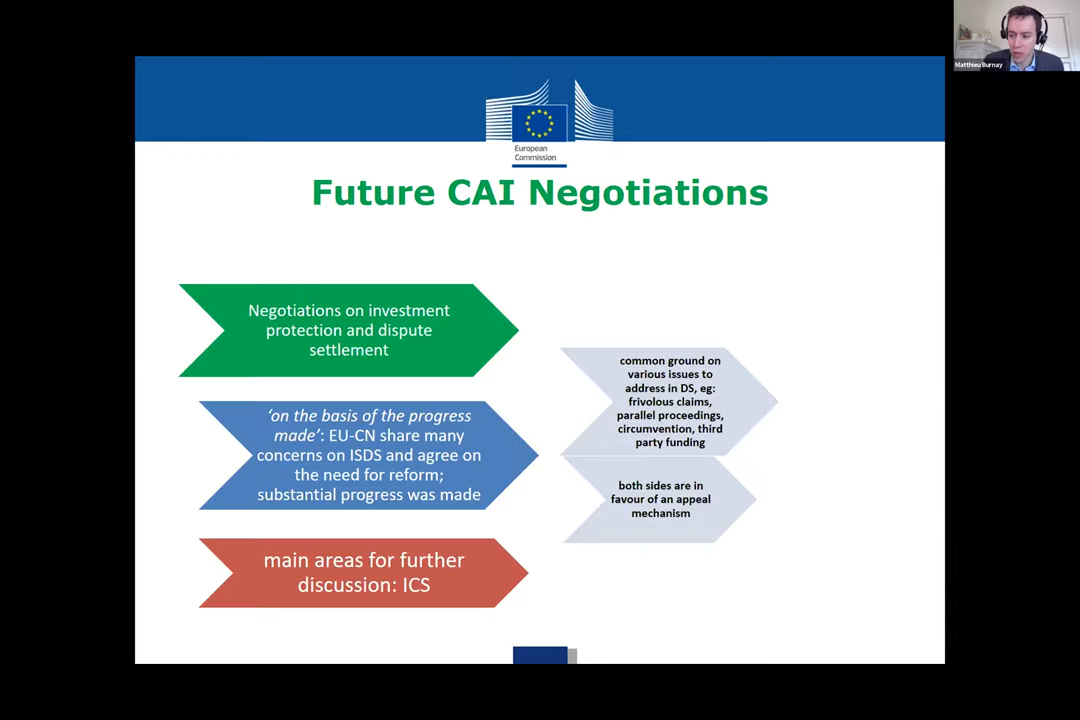 Matthieu Burnay
European
Commission
Future CAI Negotiations
Negotiations on investment
protection and dispute
settlement
‘on the basis of the progress
made’: EU-CN share many
concerns on ISDS and agree on
the need for reform;
substantial progress was made
main areas for further
discussion: ICS
common ground on
various issues to
address in DS, eg:
frivolous claims,
parallel proceedings,
circumvention, third
party funding
both sides are in
favour of an appeal
mechanism